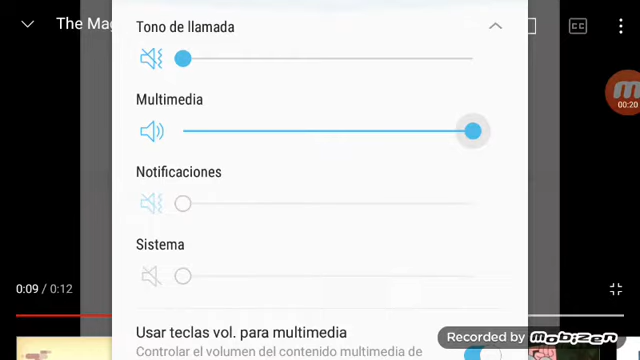 The Mag
Tono de llamada
CC
00:20
Multimedia
Notificaciones
Sistema
0:09 / 0:12
Usar teclas vol. para multimedia
Controlar el volumen del contenido multimedia de
Recorded by Mobizen